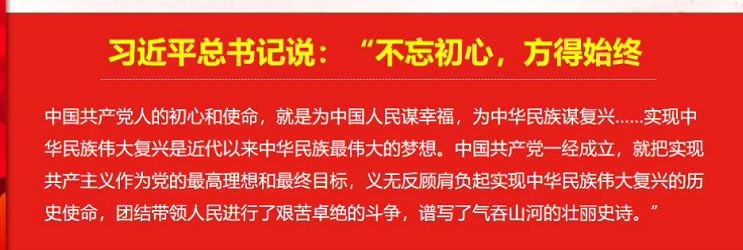 习近平总书记说：“不忘初心，方得始终
中国共产党人的初心和使命，就是为中国人民谋幸福，为中华民族谋复兴……实现中
华民族伟大复兴是近代以来中华民族最伟大的梦想。中国共产党一经成立，就把实现
共产主义作为党的最高理想和最终目标，义无反顾肩负起实现中华民族伟大复兴的历
史使命，团结带领人民进行了艰苦卓绝的斗争，谱写了气吞山河的壮丽史诗。”